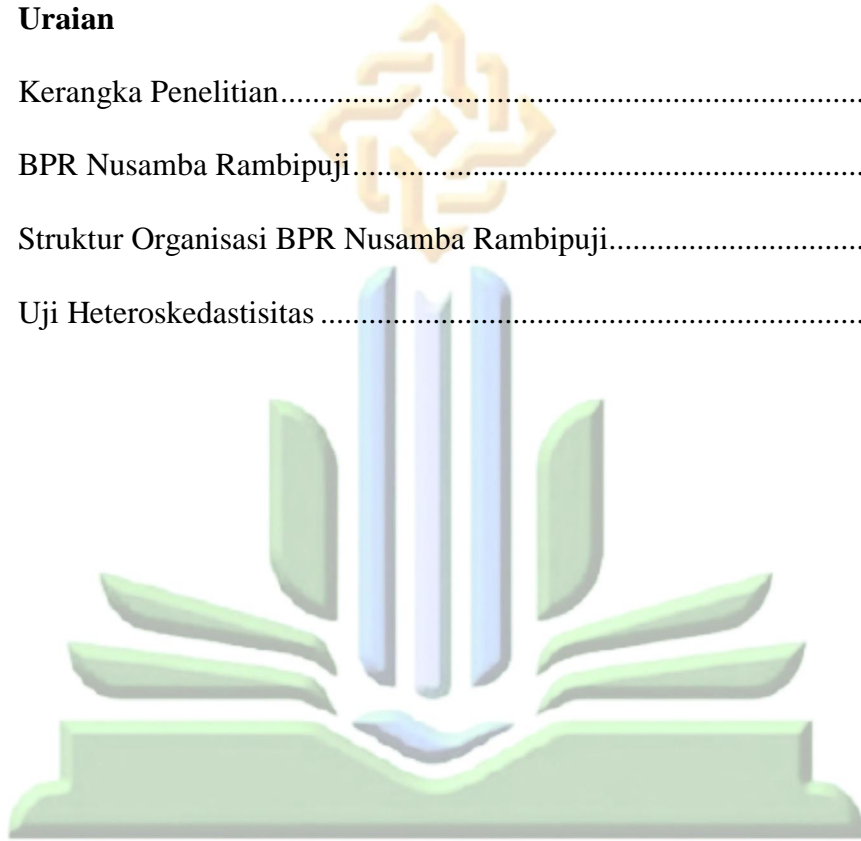 Uraian
Kerangka Penelitian..........................................................................
BPR Nusamba Rambipuji.................................................................
Struktur Organisasi BPR Nusamba Rambipuji................................
Uji Heteroskedastisitas .....................................................................